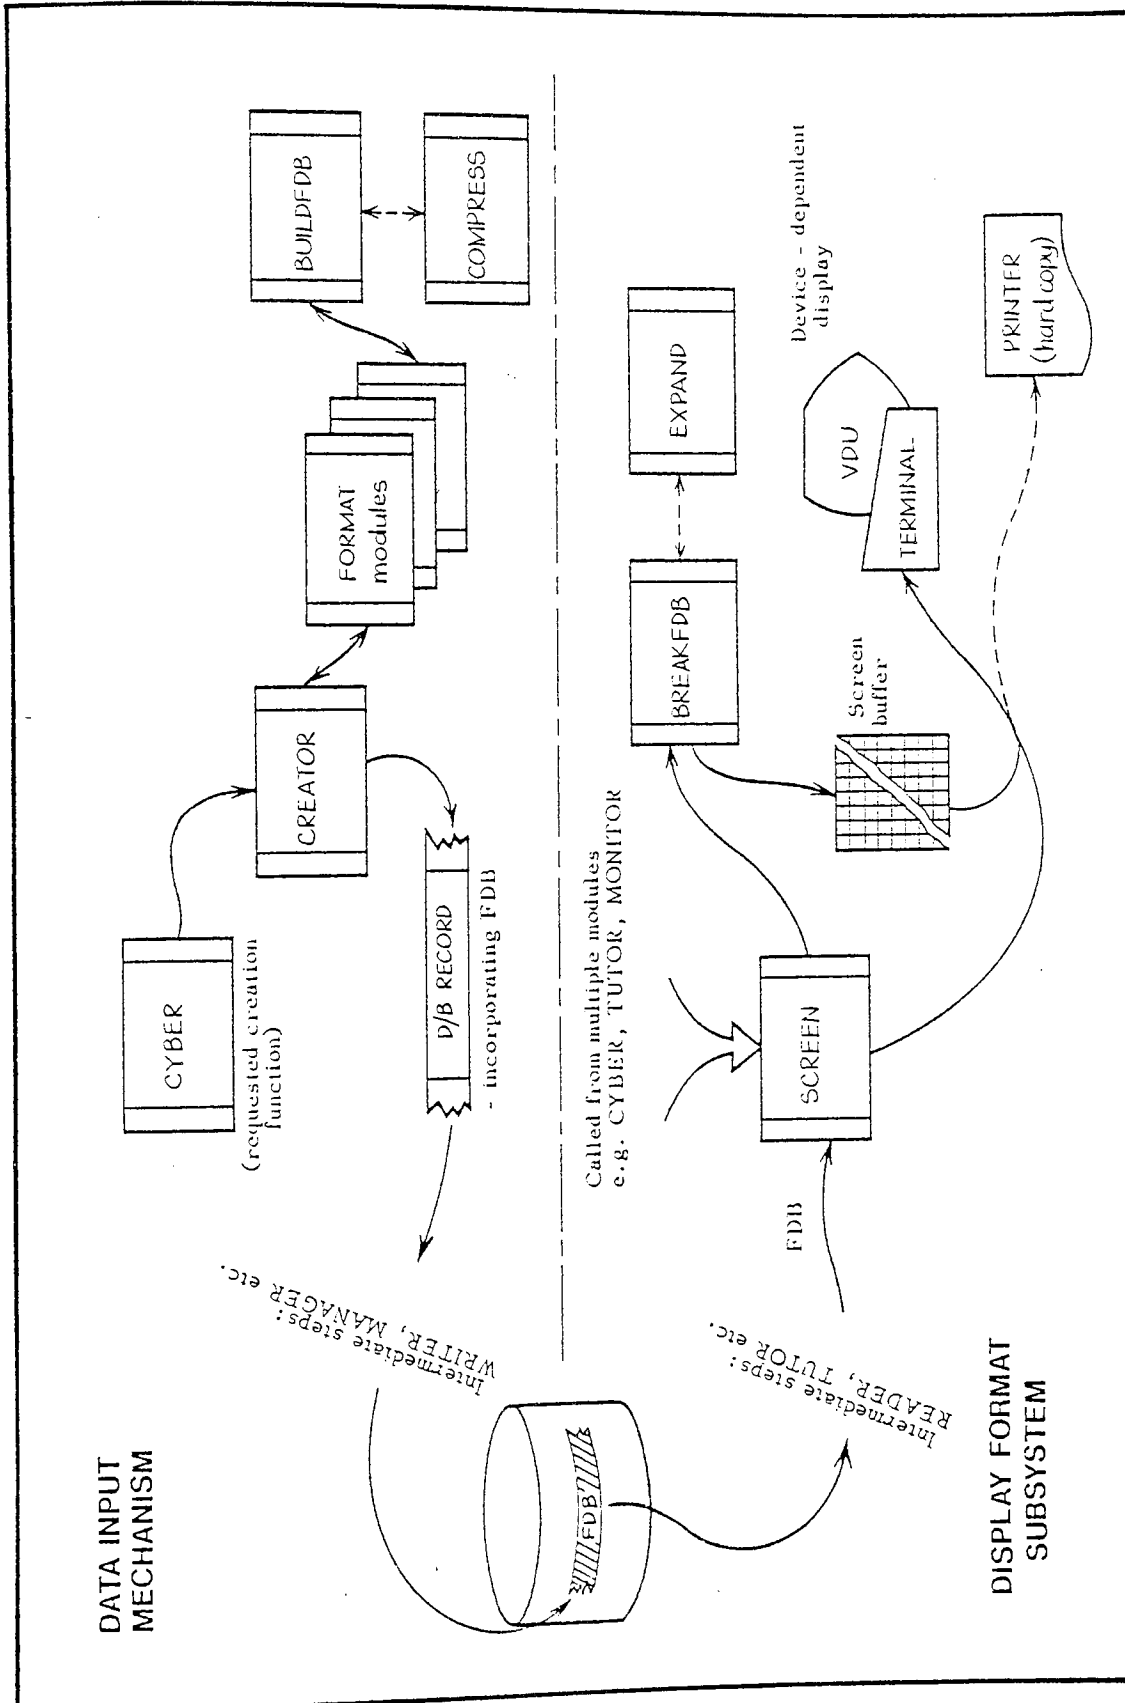 DATA INPUT
MECHANISM
CYBER
(requested creation
function)
CREATOR
FORMAT
modules
BUILDFDB
COMPRESS
D/B RECORD
- incorporating FDB
Intermediate steps:
WRITER, MANAGER etc.
FDB
Called from multiple modules
e.g. CYBER, TUTOR, MONITOR
BREAKFDB
EXPAND
SCREEN
FDB
Screen
buffer
Device - dependent
display
VDU
TERMINAL
PRINTER
(hard copy)
Intermediate steps:
READER, TUTOR etc.
DISPLAY FORMAT
SUBSYSTEM